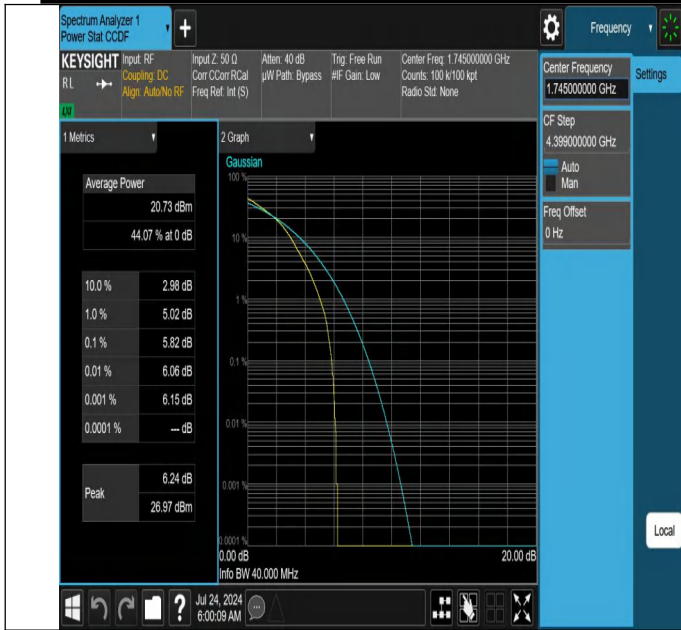 Spectrum Analyzer 1
Power Stat CCDF
+
Frequency
KEYSIGHT
RL
LXI
Input: RF
Coupling: DC
Align: Auto/No RF
Input Z: 50 Ω
Corr CCorr RCal
Freq Ref: Int (S)
Atten: 40 dB
µW Path: Bypass
Trig: Free Run
#IF Gain: Low
Center Freq: 1.745000000 GHz
Counts: 100 k/100 kpt
Radio Std: None
Center Frequency
1.745000000 GHz
Settings
CF Step
4.399000000 GHz
Auto
Man
Freq Offset
0 Hz
1 Metrics
Average Power
20.73 dBm
44.07 % at 0 dB
10.0 % 2.98 dB
1.0 % 5.02 dB
0.1 % 5.82 dB
0.01 % 6.06 dB
0.001 % 6.15 dB
0.0001 % --- dB
Peak
6.24 dB
26.97 dBm
2 Graph
Gaussian
100 %
10 %
1 %
0.1 %
0.01 %
0.001 %
0.0001 %
0.00 dB 20.00 dB
Info BW 40.000 MHz
Local
?
Jul 24, 2024
6:00:09 AM